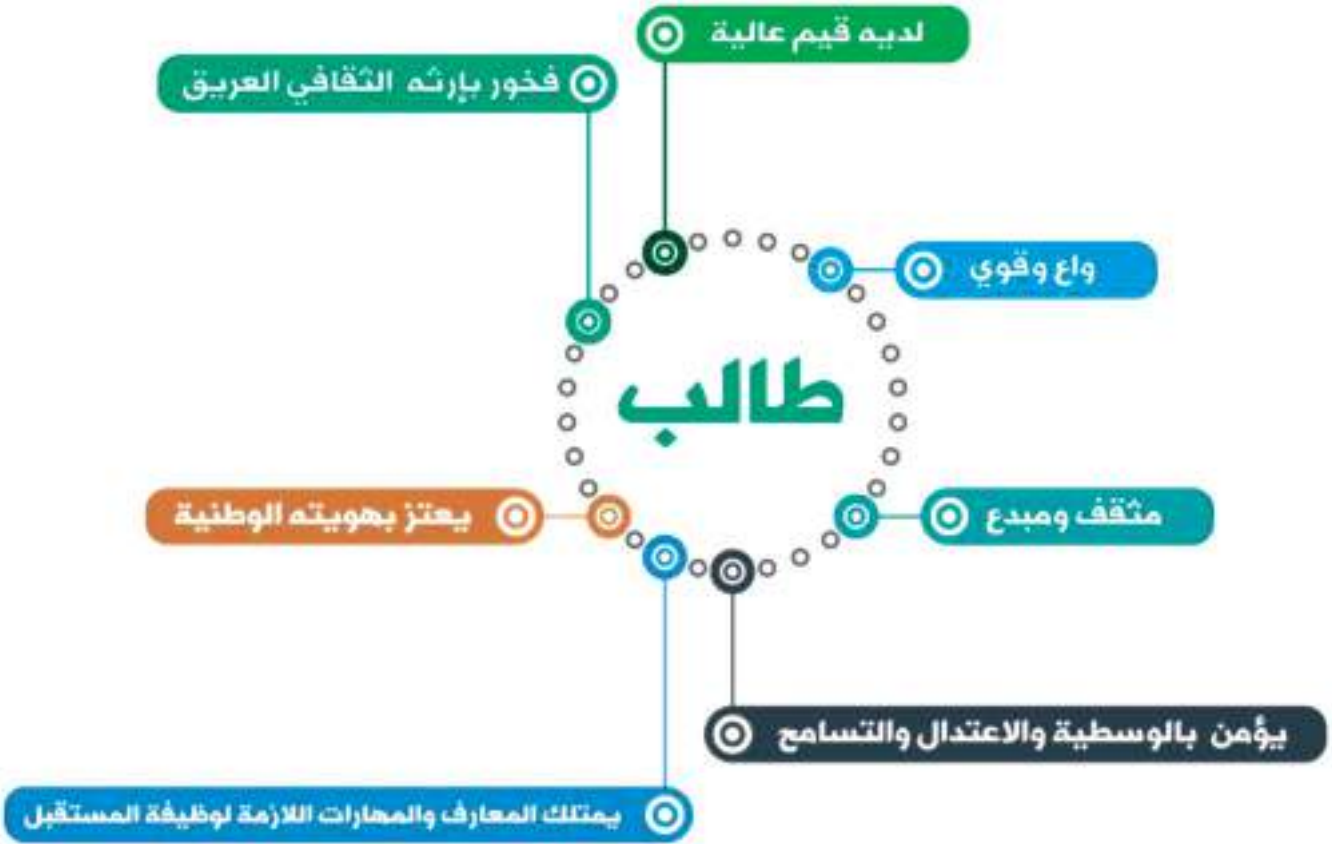 لديه قيم عالية
فخور بإرثه الثقافي العريق
واع وقوي
طالب
يعتز بهويته الوطنية
مثقف ومبدع
يؤمن بالوسطية والاعتدال والتسامح
يمتلك المعارف والمهارات اللازمة لوظيفة المستقبل